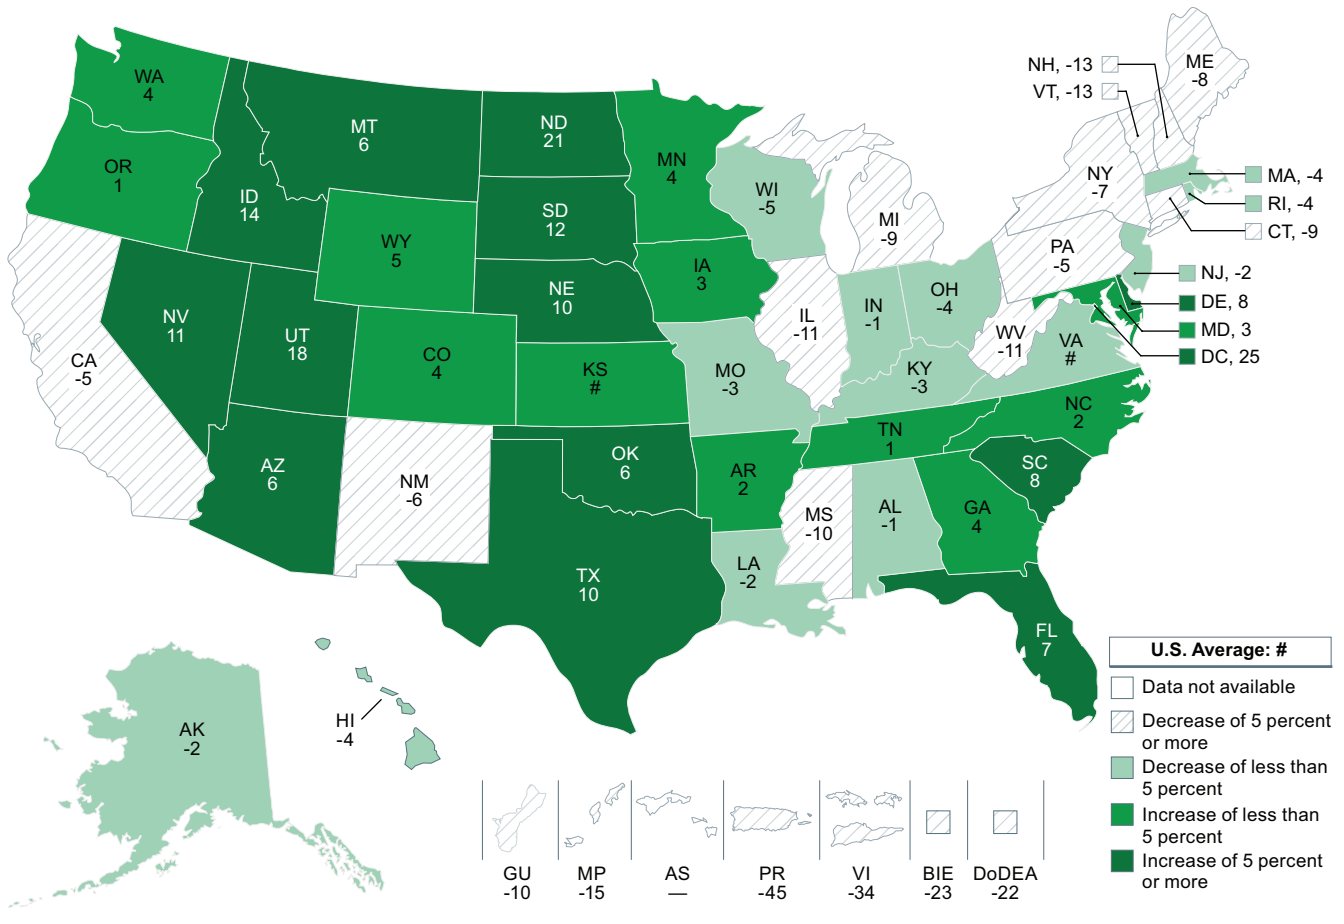 WA
4
OR
1
CA
-5
NV
11
ID
14
MT
6
WY
5
UT
18
AZ
6
CO
4
NM
-6
ND
21
SD
12
NE
10
KS
#
OK
6
TX
10
MN
4
IA
3
MO
-3
AR
2
LA
-2
WI
-5
IL
-11
MI
-9
IN
-1
OH
-4
KY
-3
TN
1
MS
-10
AL
-1
GA
4
FL
7
SC
8
NC
2
VA
#
WV
-11
PA
-5
NY
-7
ME
-8
NH, -13
VT, -13
MA, -4
RI, -4
CT, -9
NJ, -2
DE, 8
MD, 3
DC, 25
AK
-2
HI
-4
GU
-10
MP
-15
AS
—
PR
-45
VI
-34
BIE
-23
DoDEA
-22
U.S. Average: #
Data not available
Decrease of 5 percent
or more
Decrease of less than
5 percent
Increase of less than
5 percent
Increase of 5 percent
or more